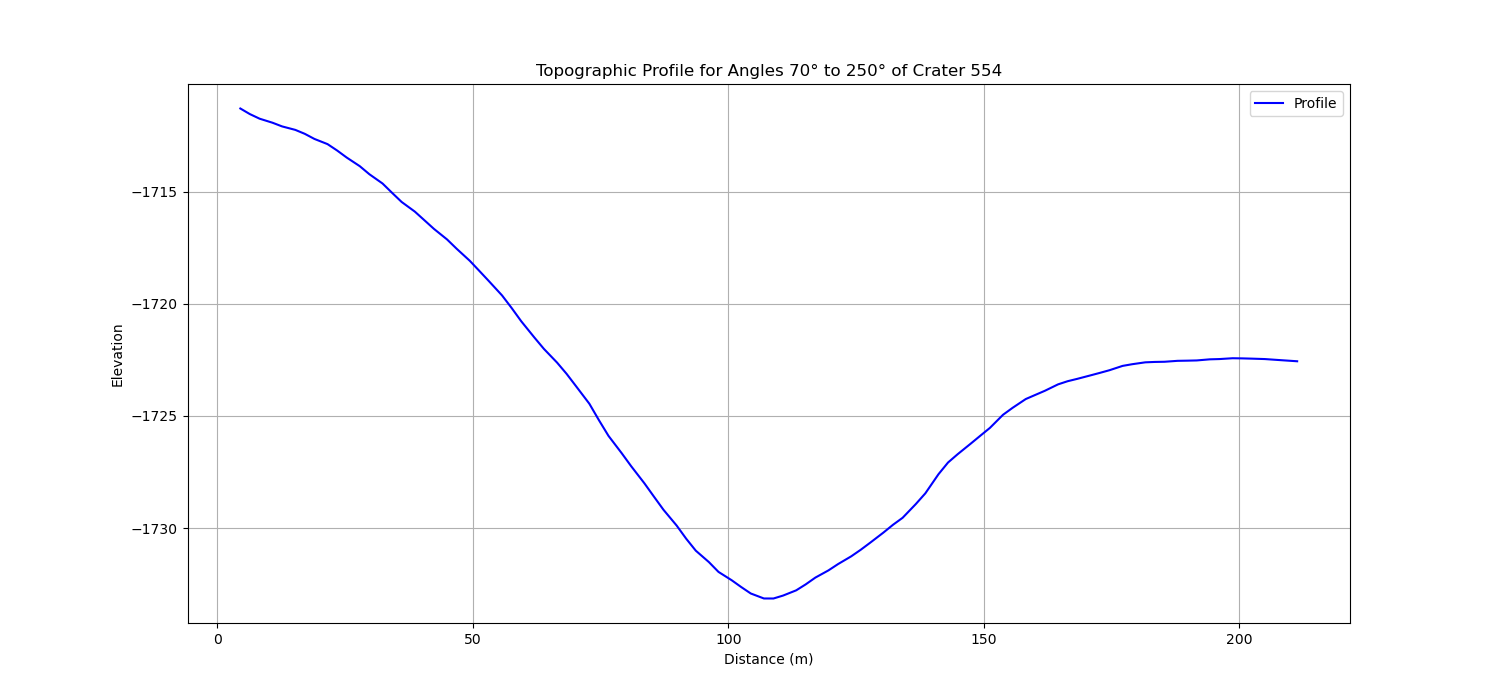 Topographic Profile for Angles 70° to 250° of Crater 554
Profile
−1715
−1720
−1725
−1730
Elevation
0
50
100
150
200
Distance (m)